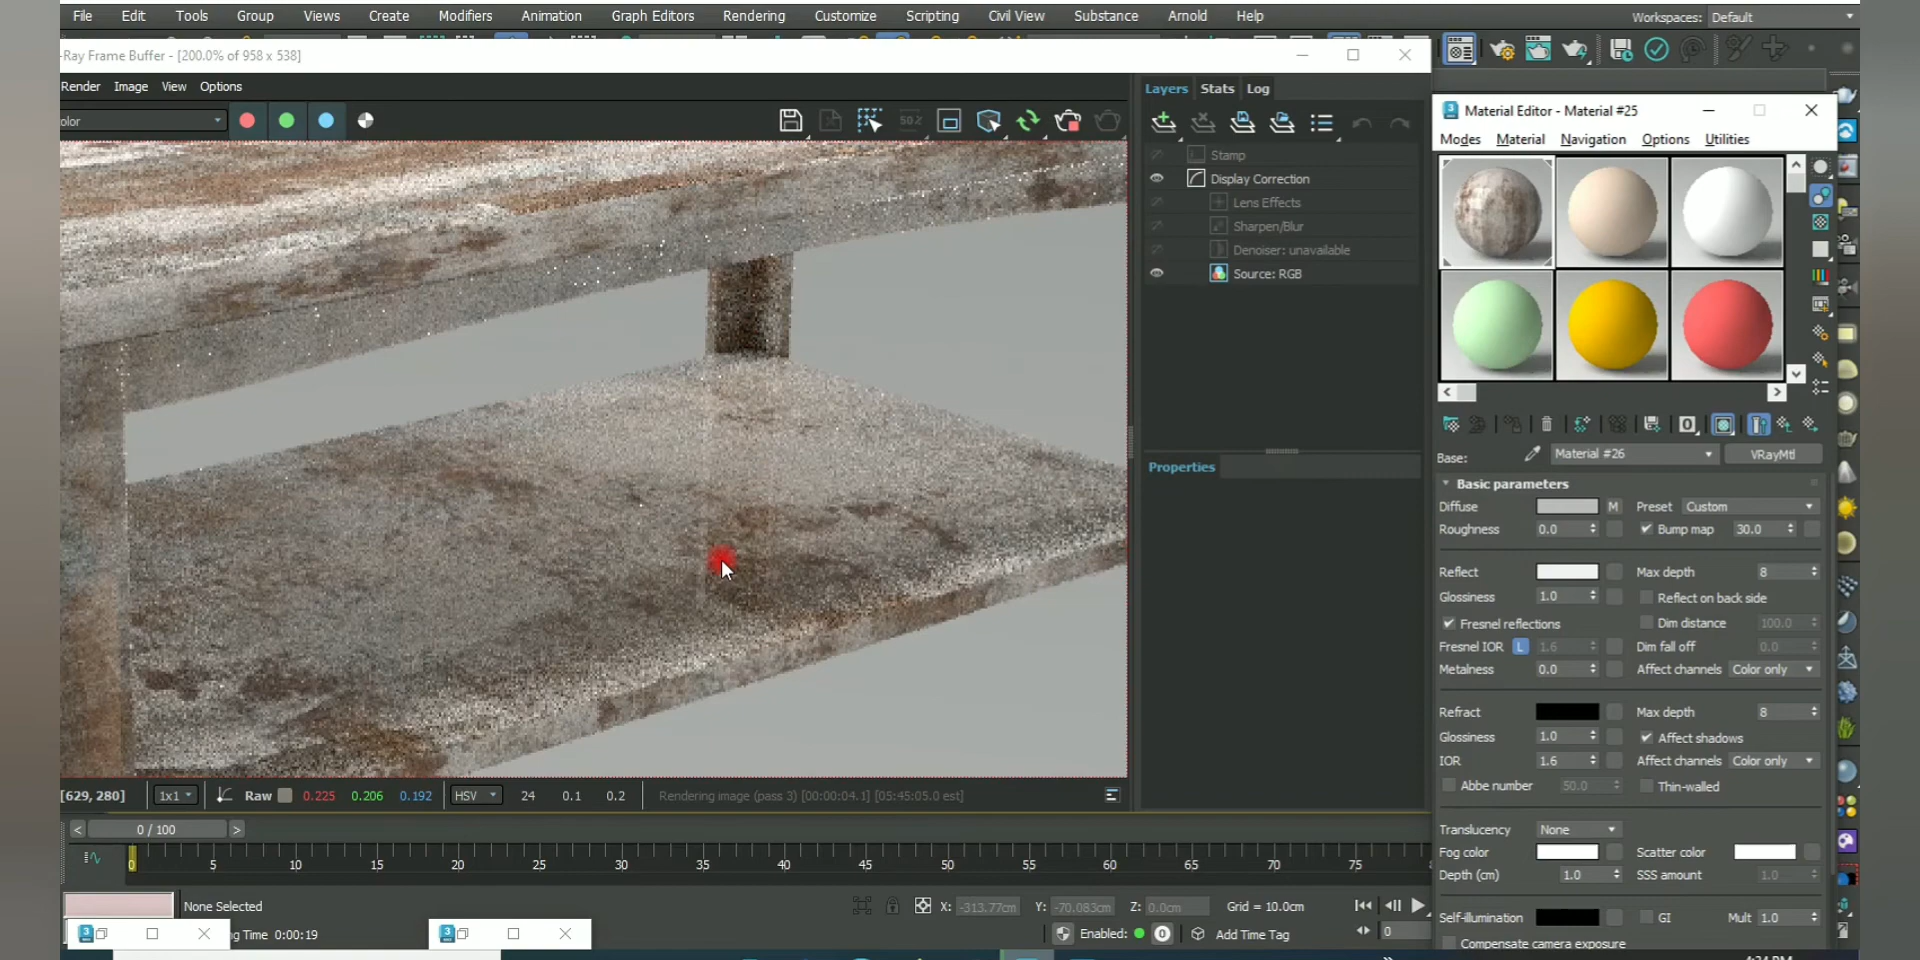 File Edit Tools Group Views Create Modifiers Animation Graph Editors Rendering Customize Scripting Civil View Substance Arnold Help Workspaces: Default
-Ray Frame Buffer - [200.0% of 958 x 538]
Render Image View Options
olor
50%
Layers Stats Log
Stamp
Display Correction
Lens Effects
Sharpen/Blur
Denoiser: unavailable
Source: RGB
Properties
[629, 280] 1x1 Raw 0.225 0.206 0.192 HSV 24 0.1 0.2 Rendering image (pass 3) [00:00:04.1] [05:45:05.0 est]
< 0 / 100 >
0 5 10 15 20 25 30 35 40 45 50 55 60 65 70 75
None Selected X: -313.77cm Y: -70.083cm Z: 0.0cm Grid = 10.0cm
ng Time 0:00:19 Enabled: 0 Add Time Tag 0
Material Editor - Material #25
Modes Material Navigation Options Utilities
Base: Material #26 VRayMtl
Basic parameters
Diffuse M Preset Custom
Roughness 0.0 Bump map 30.0
Reflect Max depth 8
Glossiness 1.0 Reflect on back side
Fresnel reflections Dim distance 100.0
Fresnel IOR L 1.6 Dim fall off 0.0
Metalness 0.0 Affect channels Color only
Refract Max depth 8
Glossiness 1.0 Affect shadows
IOR 1.6 Affect channels Color only
Abbe number 50.0 Thin-walled
Translucency None
Fog color Scatter color
Depth (cm) 1.0 SSS amount 1.0
Self-illumination GI Mult 1.0
Compensate camera exposure